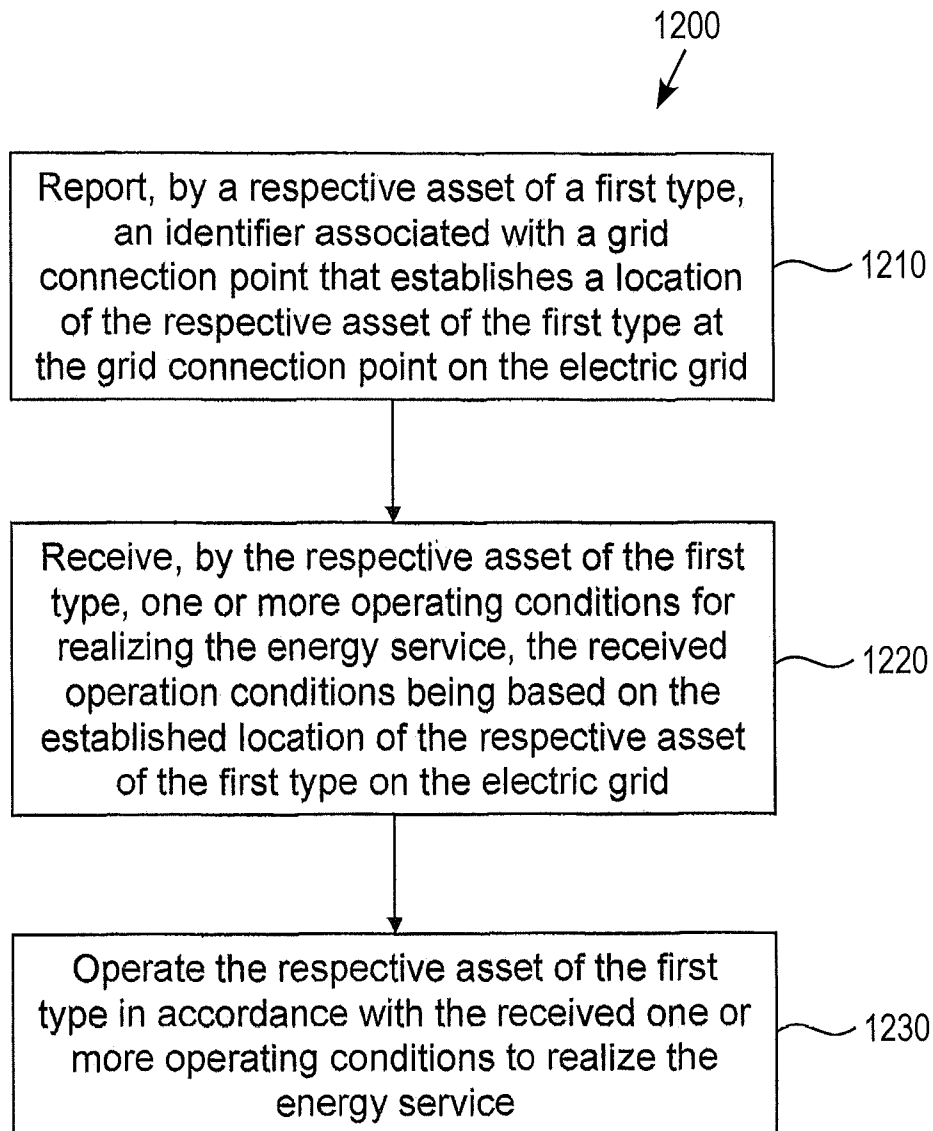 1200
Report, by a respective asset of a first type,
an identifier associated with a grid
connection point that establishes a location
of the respective asset of the first type at
the grid connection point on the electric grid
1210
Receive, by the respective asset of the first
type, one or more operating conditions for
realizing the energy service, the received
operation conditions being based on the
established location of the respective asset
of the first type on the electric grid
1220
Operate the respective asset of the first
type in accordance with the received one or
more operating conditions to realize the
energy service
1230